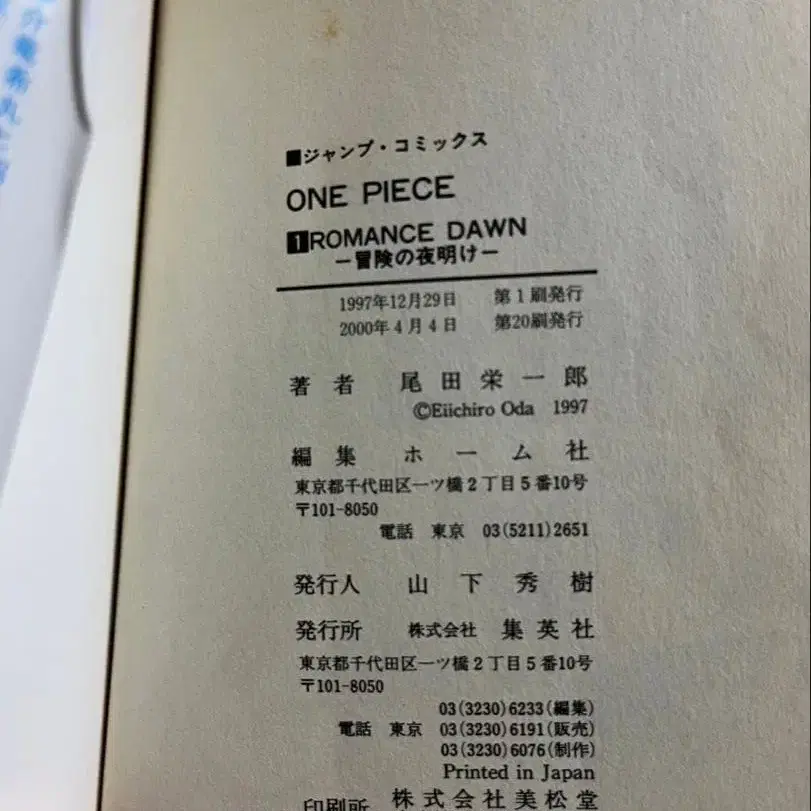 ■ジャンプ・コミックス
ONE PIECE
1 ROMANCE DAWN
―冒険の夜明け―
1997年12月29日 第1刷発行
2000年4月4日 第20刷発行
著者 尾田栄一郎
©Eiichiro Oda 1997
編集 ホーム社
東京都千代田区一ツ橋2丁目5番10号
〒101-8050
電話 東京 03(5211)2651
発行人 山下秀樹
発行所 株式会社 集英社
東京都千代田区一ツ橋2丁目5番10号
〒101-8050
03(3230)6233(編集)
電話 東京 03(3230)6191(販売)
03(3230)6076(制作)
Printed in Japan
印刷所 株式会社美松堂